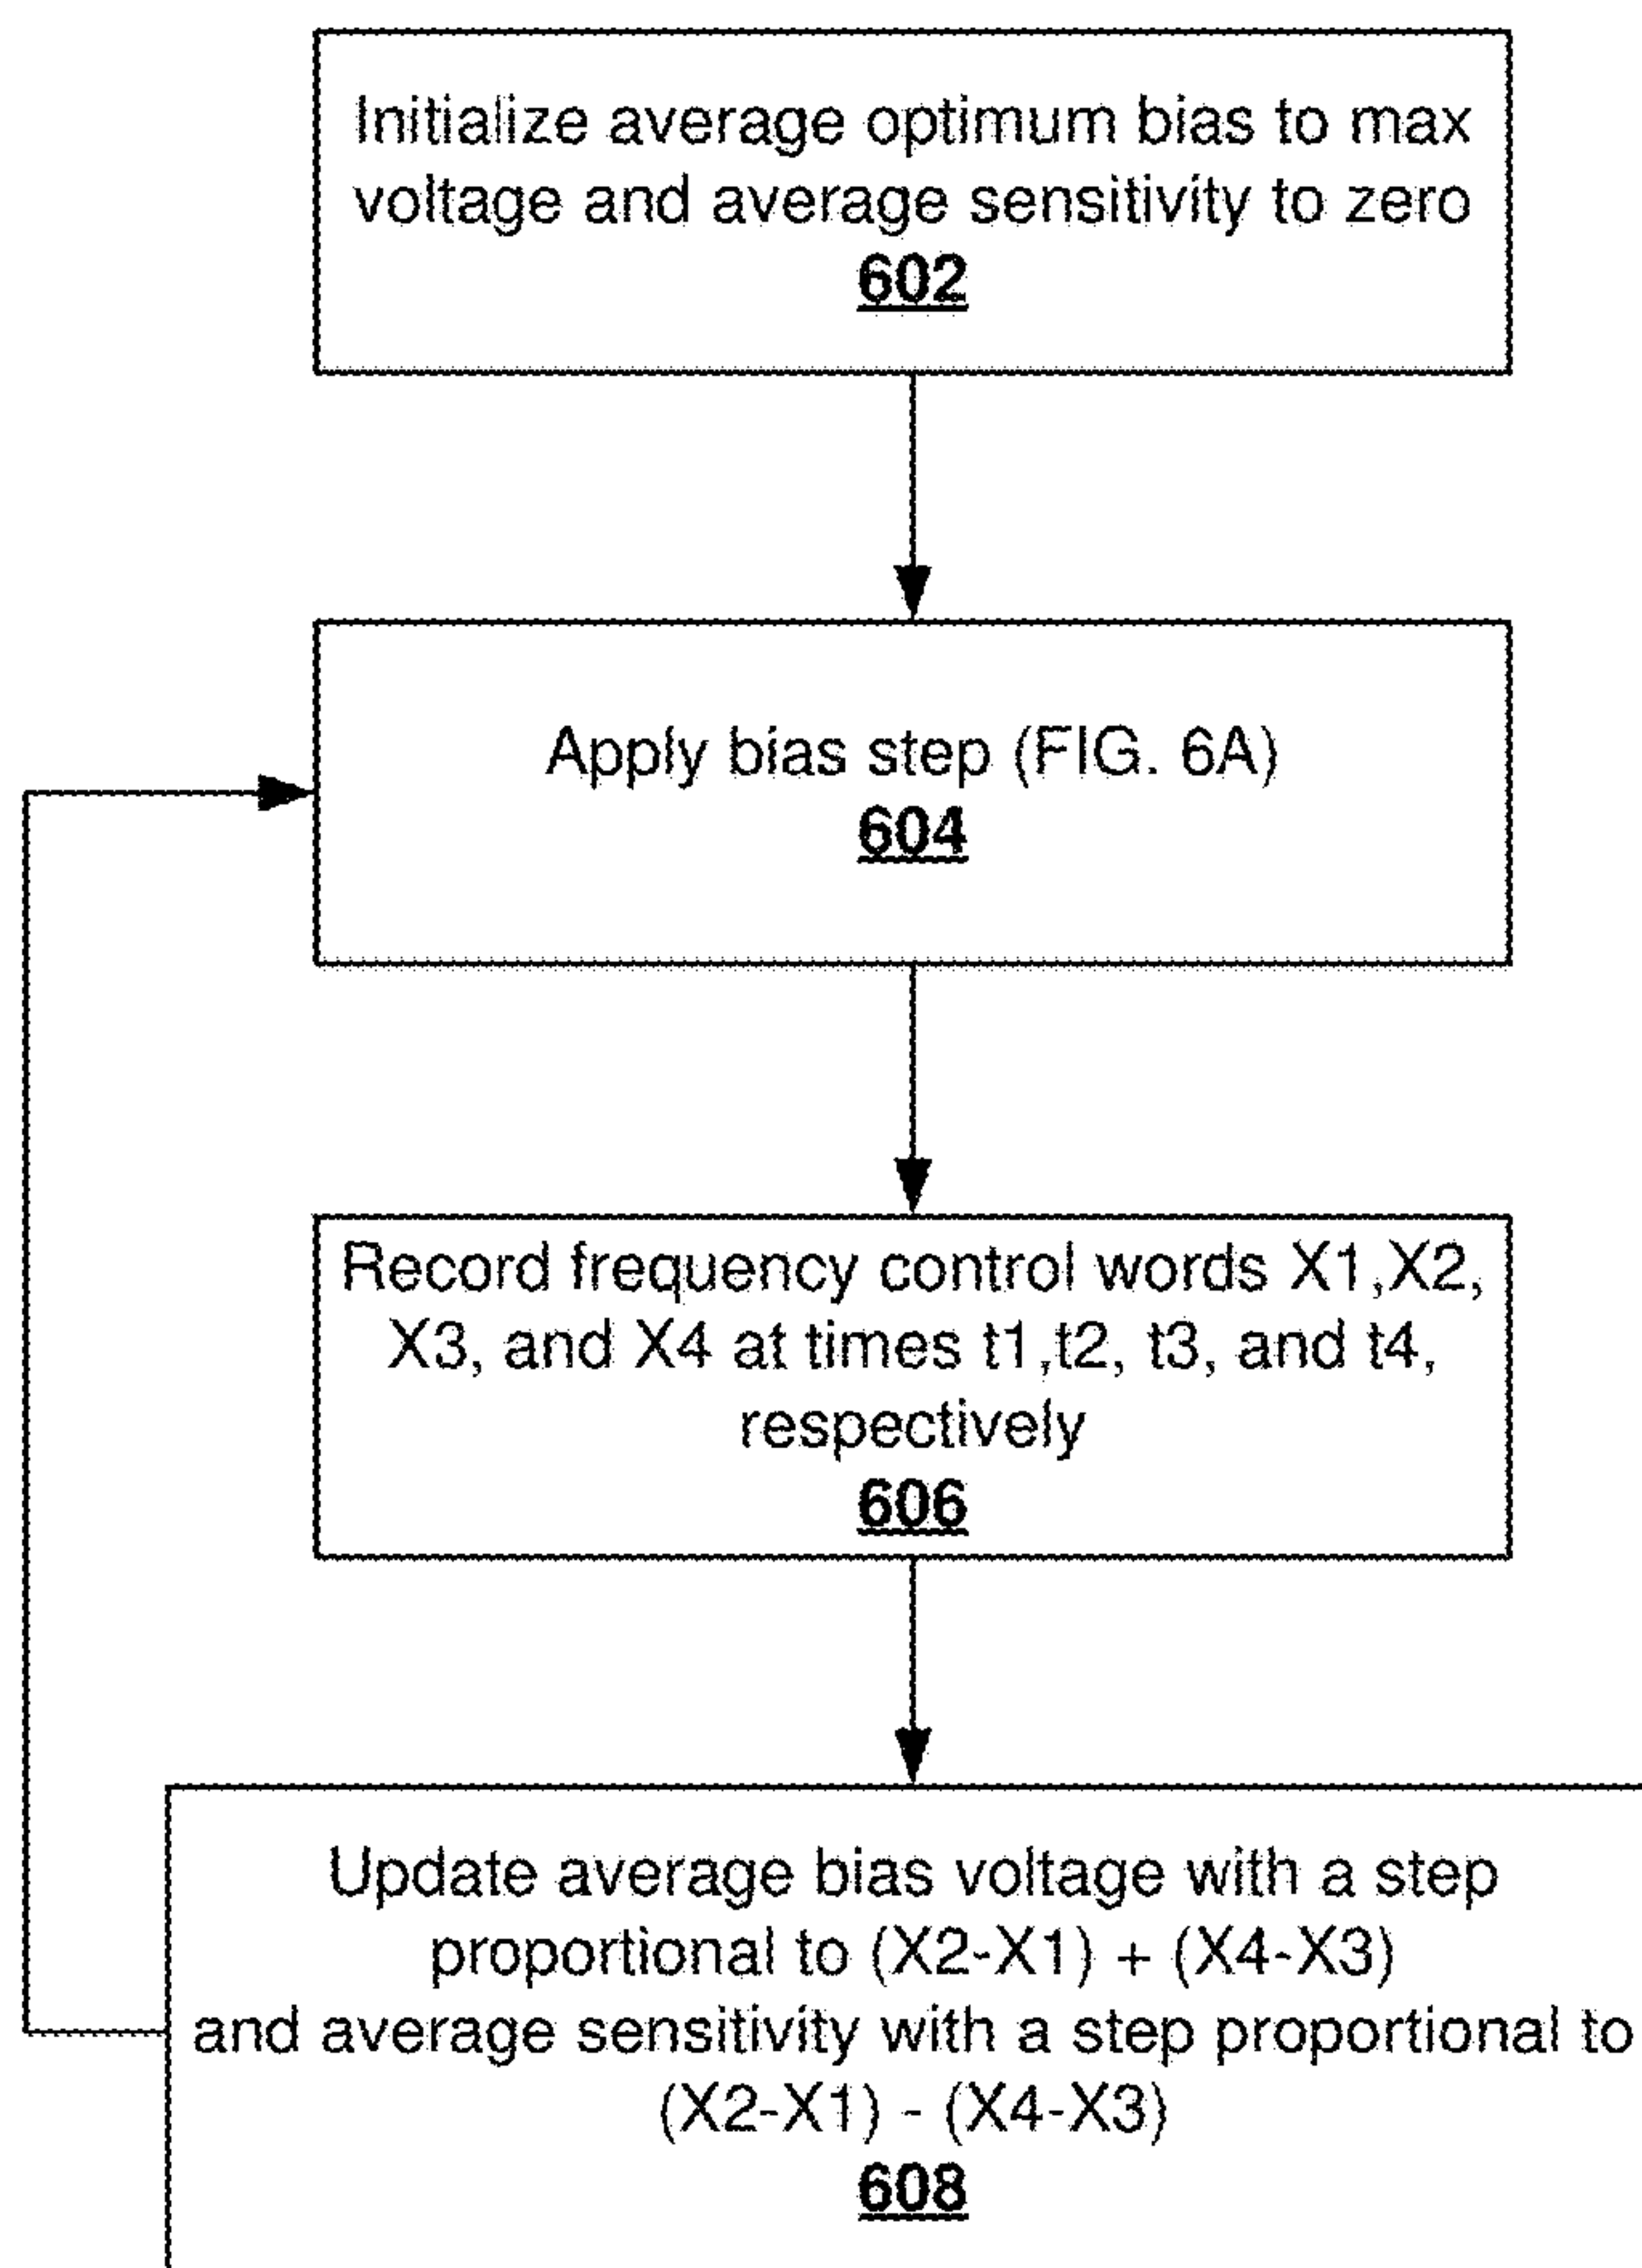 Initialize average optimum bias to max
voltage and average sensitivity to zero
602
Apply bias step (FIG. 6A)
604
Record frequency control words X1,X2,
X3, and X4 at times t1,t2, t3, and t4,
respectively
606
Update average bias voltage with a step
proportional to (X2-X1) + (X4-X3)
and average sensitivity with a step proportional to
(X2-X1) - (X4-X3)
608